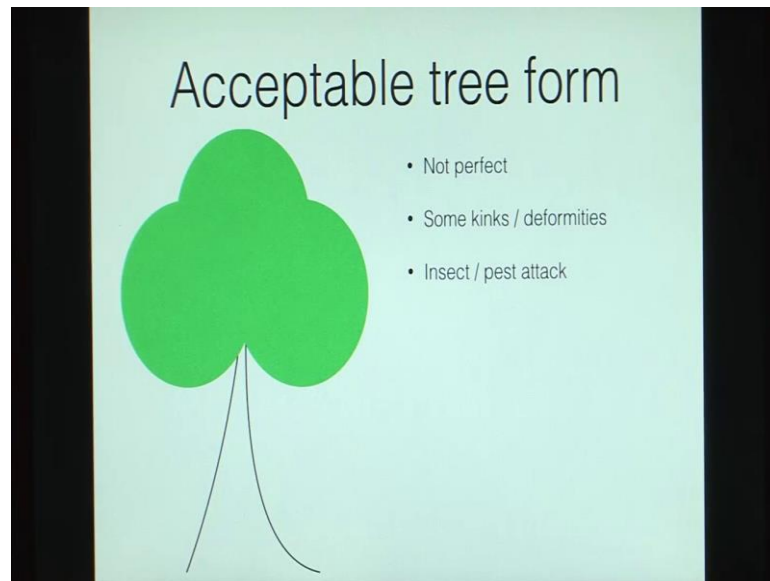 Acceptable tree form
• Not perfect
• Some kinks / deformities
• Insect / pest attack